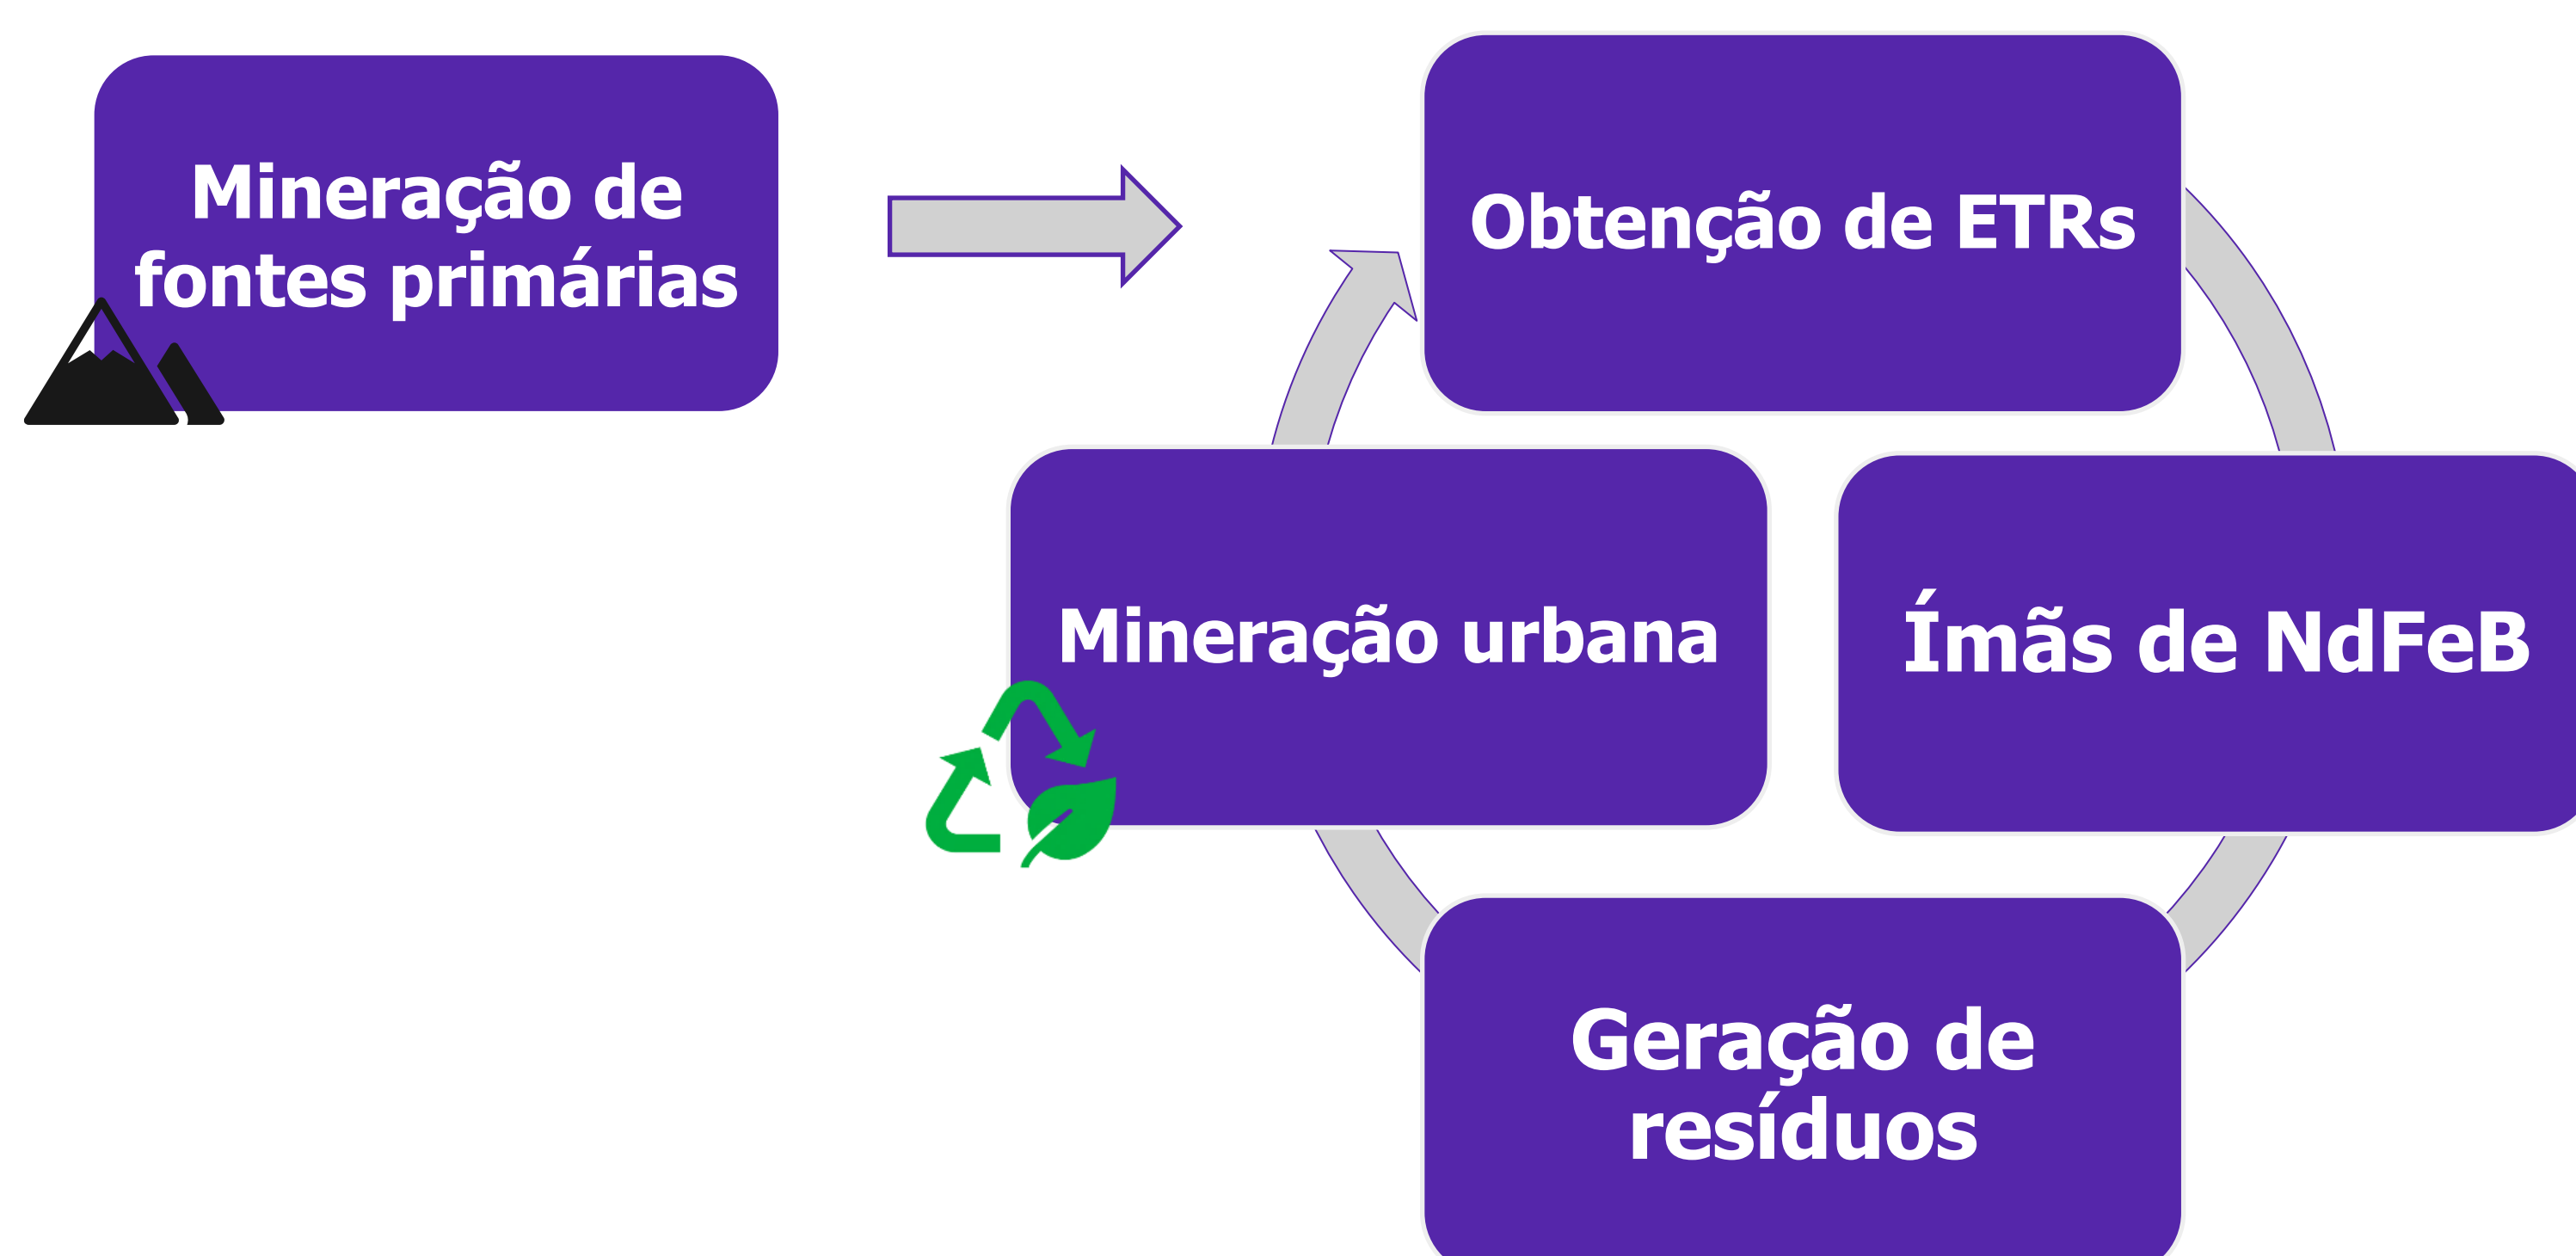 Mineração de
fontes primárias
Obtenção de ETRs
Mineração urbana
Ímãs de NdFeB
Geração de
resíduos